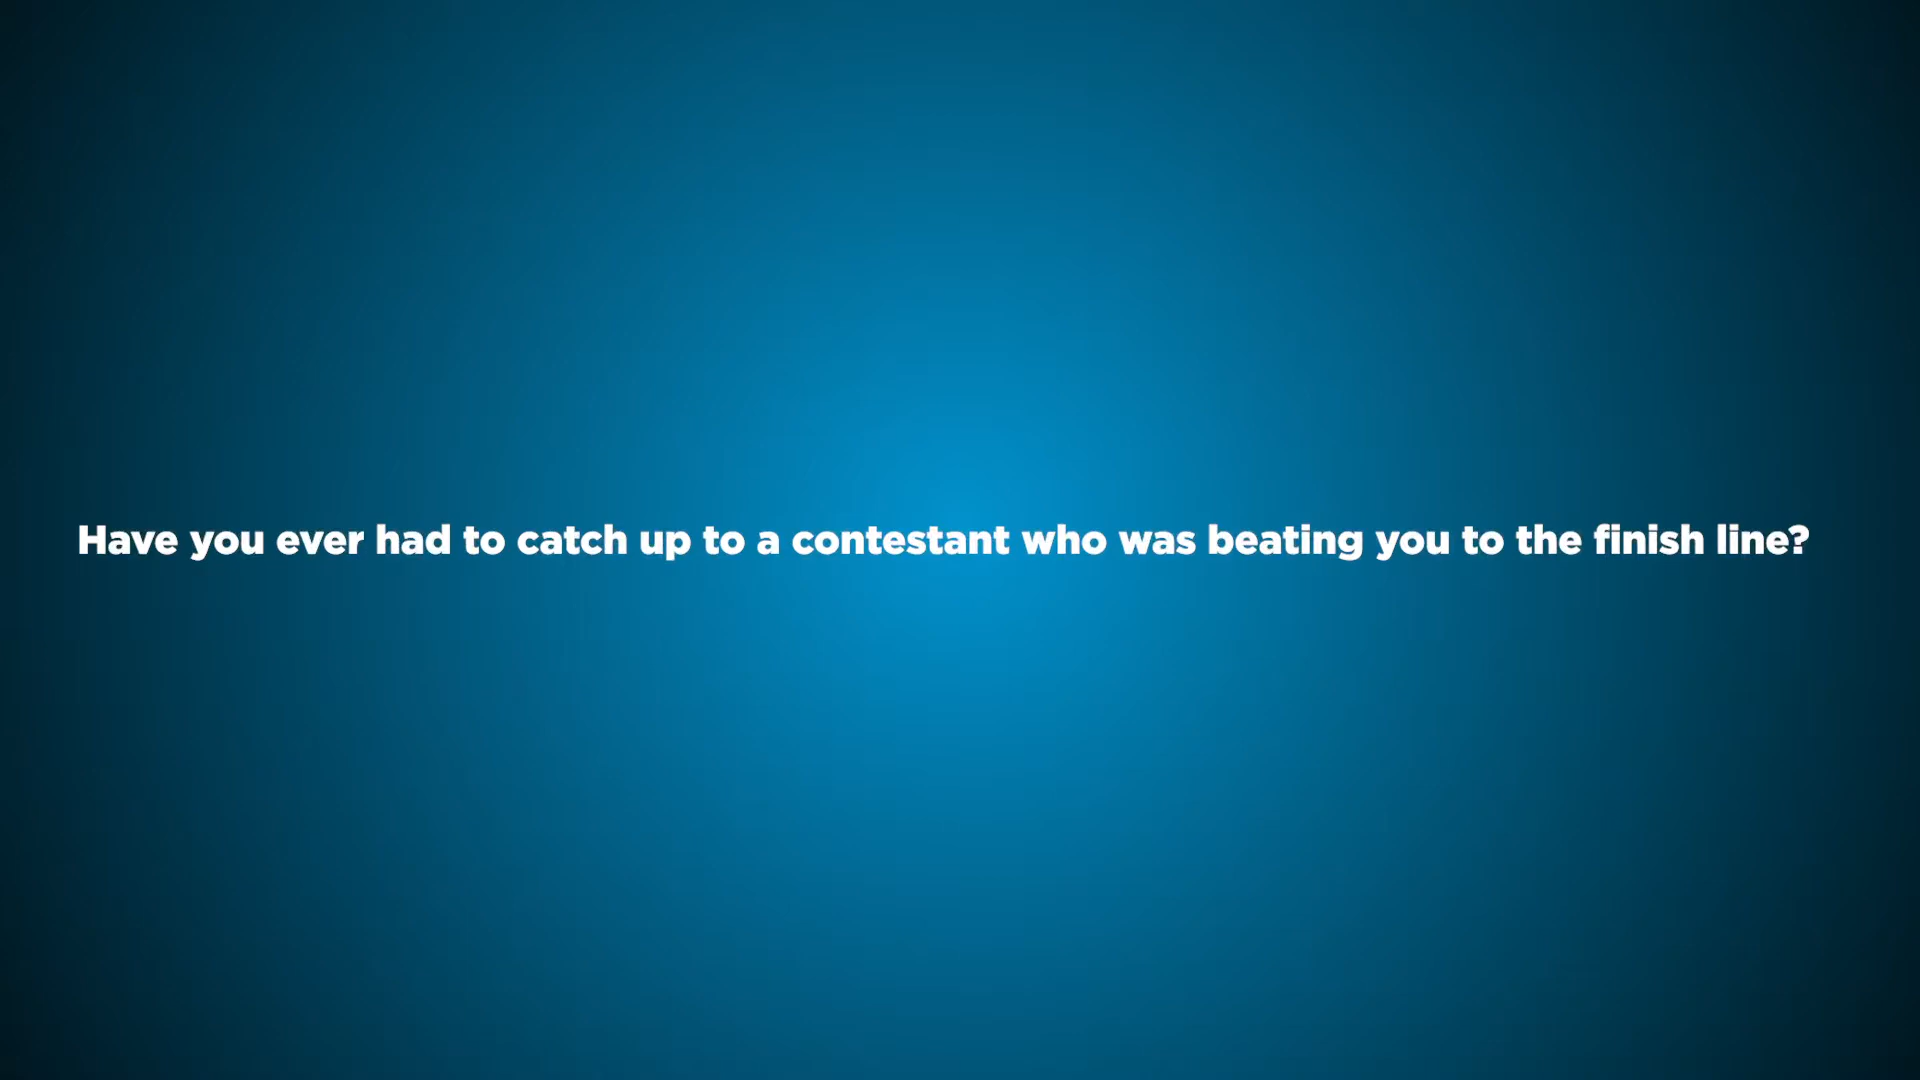 Have you ever had to catch up to a contestant who was beating you to the finish line?